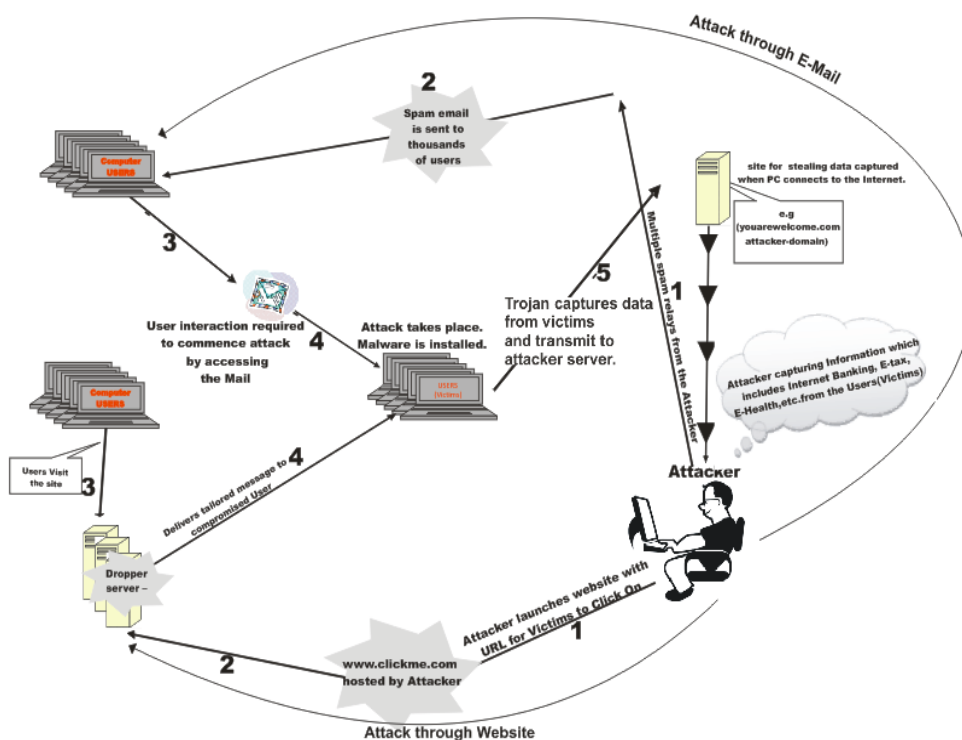 Attack through E-Mail
2
Spam email
is sent to
thousands
of users
Computer
USERS
site for stealing data captured
when PC connects to the Internet.
e.g
(youarewelcome.com
attacker-domain)
3
1
Multiple spam relays from the Attacker
5
Trojan captures data
from victims
and transmit to
attacker server.
User interaction required
to commence attack
by accessing
the Mail
4
Attack takes place.
Malware is installed.
USERS
(Victims)
Attacker capturing Information which
includes Internet Banking, E-tax,
E-Health,etc.from the Users(Victims)
Computer
USERS
Users Visit
the site
3
4
Delivers tailored message to
compromised User
Attacker
Dropper
server –
Attacker launches website with
URL for Victims to Click On
1
2
www.clickme.com
hosted by Attacker
Attack through Website